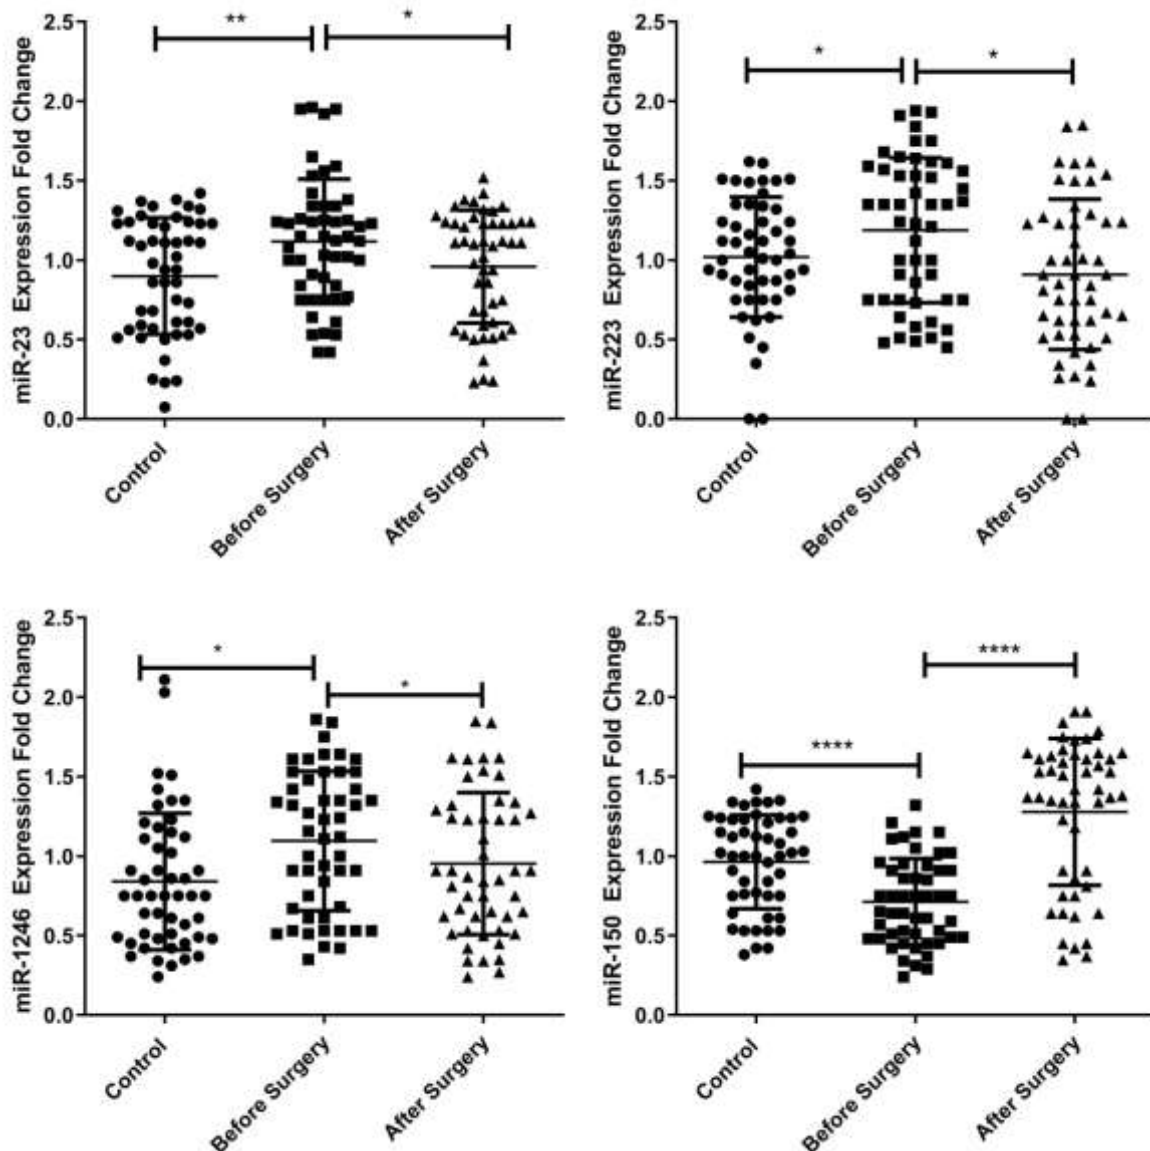 miR-23 Expression Fold Change
2.5
2.0
1.5
1.0
0.5
0.0
**
*
Control
Before Surgery
After Surgery
miR-223 Expression Fold Change
2.5
2.0
1.5
1.0
0.5
0.0
*
*
Control
Before Surgery
After Surgery
miR-1246 Expression Fold Change
2.5
2.0
1.5
1.0
0.5
0.0
*
*
Control
Before Surgery
After Surgery
miR-150 Expression Fold Change
2.5
2.0
1.5
1.0
0.5
0.0
****
****
Control
Before Surgery
After Surgery